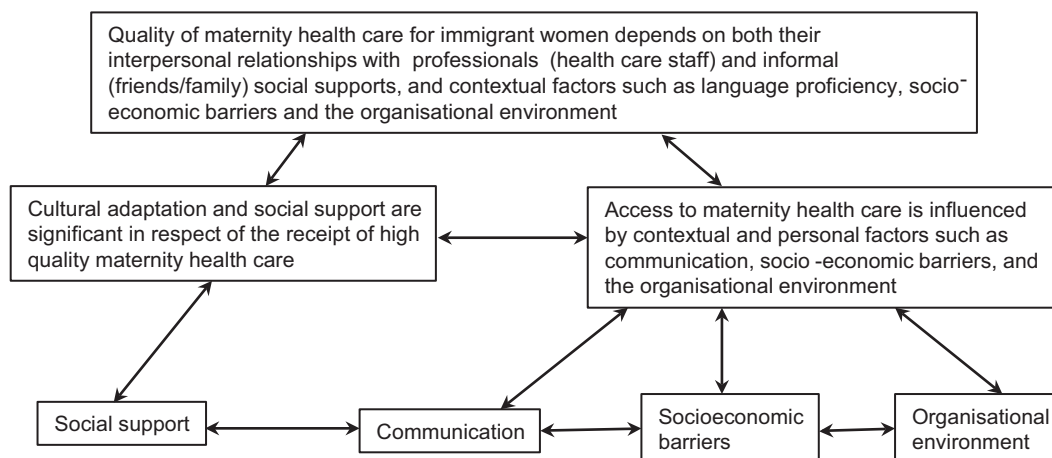 Quality of maternity health care for immigrant women depends on both their
interpersonal relationships with professionals (health care staff) and informal
(friends/family) social supports, and contextual factors such as language proficiency, socio-
economic barriers and the organisational environment
Cultural adaptation and social support are
significant in respect of the receipt of high
quality maternity health care
Access to maternity health care is influenced
by contextual and personal factors such as
communication, socio -economic barriers, and
the organisational environment
Social support
Communication
Socioeconomic
barriers
Organisational
environment